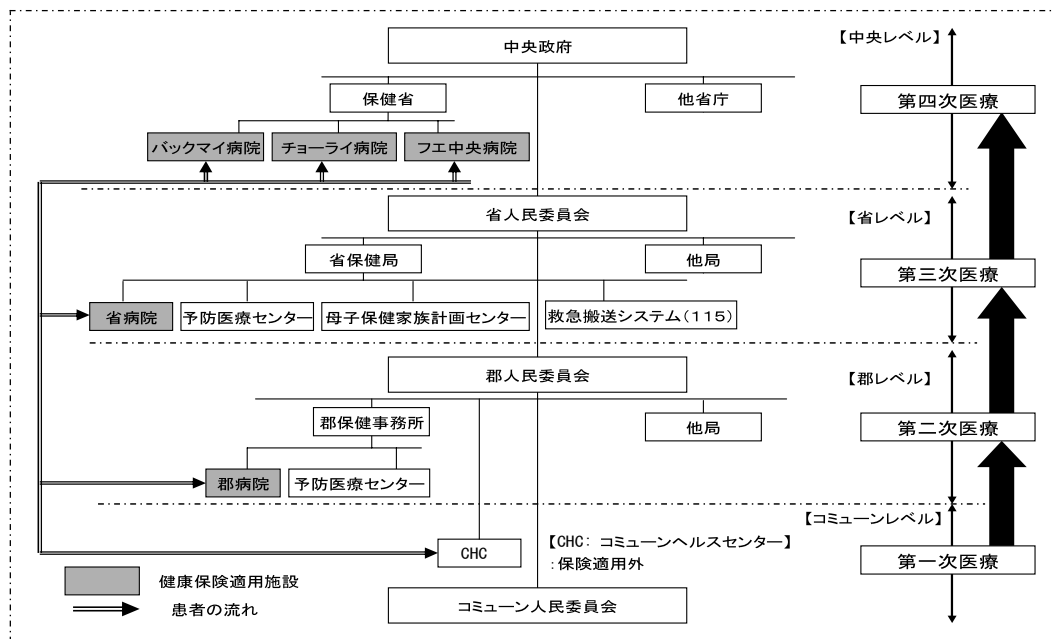 中央政府
【中央レベル】
保健省
他省庁
第四次医療
バックマイ病院
チョーライ病院
フエ中央病院
省人民委員会
【省レベル】
省保健局
他局
第三次医療
省病院
予防医療センター
母子保健家族計画センター
救急搬送システム(115)
郡人民委員会
【郡レベル】
郡保健事務所
他局
第二次医療
郡病院
予防医療センター
【コミューンレベル】
CHC
【CHC: コミューンヘルスセンター】
:保険適用外
第一次医療
健康保険適用施設
患者の流れ
コミューン人民委員会